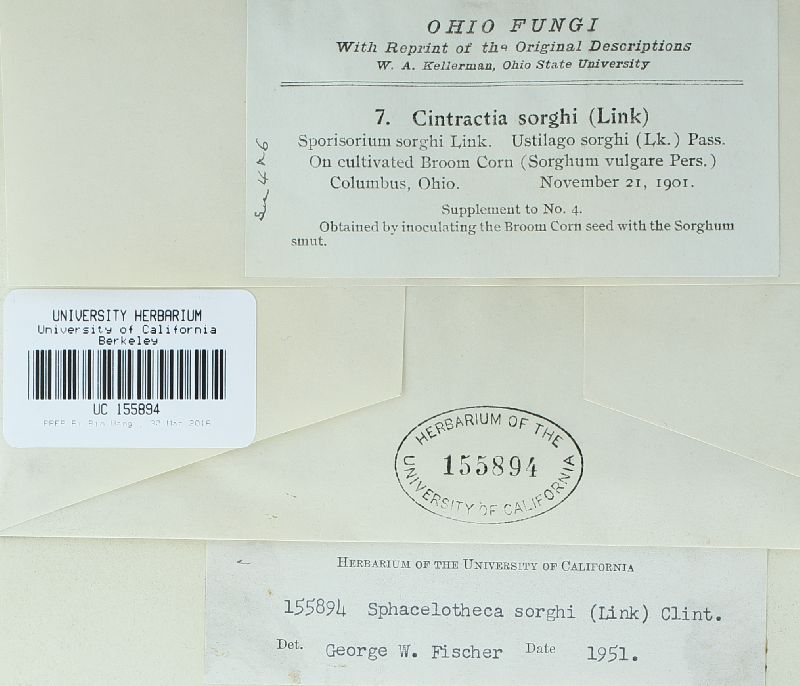 OHIO FUNGI
With Reprint of the Original Descriptions
W. A. Kellerman, Ohio State University
7. Cintractia sorghi (Link)
Sporisorium sorghi Link. Ustilago sorghi (Lk.) Pass.
On cultivated Broom Corn (Sorghum vulgare Pers.)
Columbus, Ohio. November 21, 1901.
Supplement to No. 4.
Obtained by inoculating the Broom Corn seed with the Sorghum
smut.
UNIVERSITY HERBARIUM
University of California
Berkeley
UC 155894
HERBARIUM OF THE
155894
UNIVERSITY OF CALIFORNIA
HERBARIUM OF THE UNIVERSITY OF CALIFORNIA
155894 Sphacelotheca sorghi (Link) Clint.
Det. George W. Fischer Date 1951.